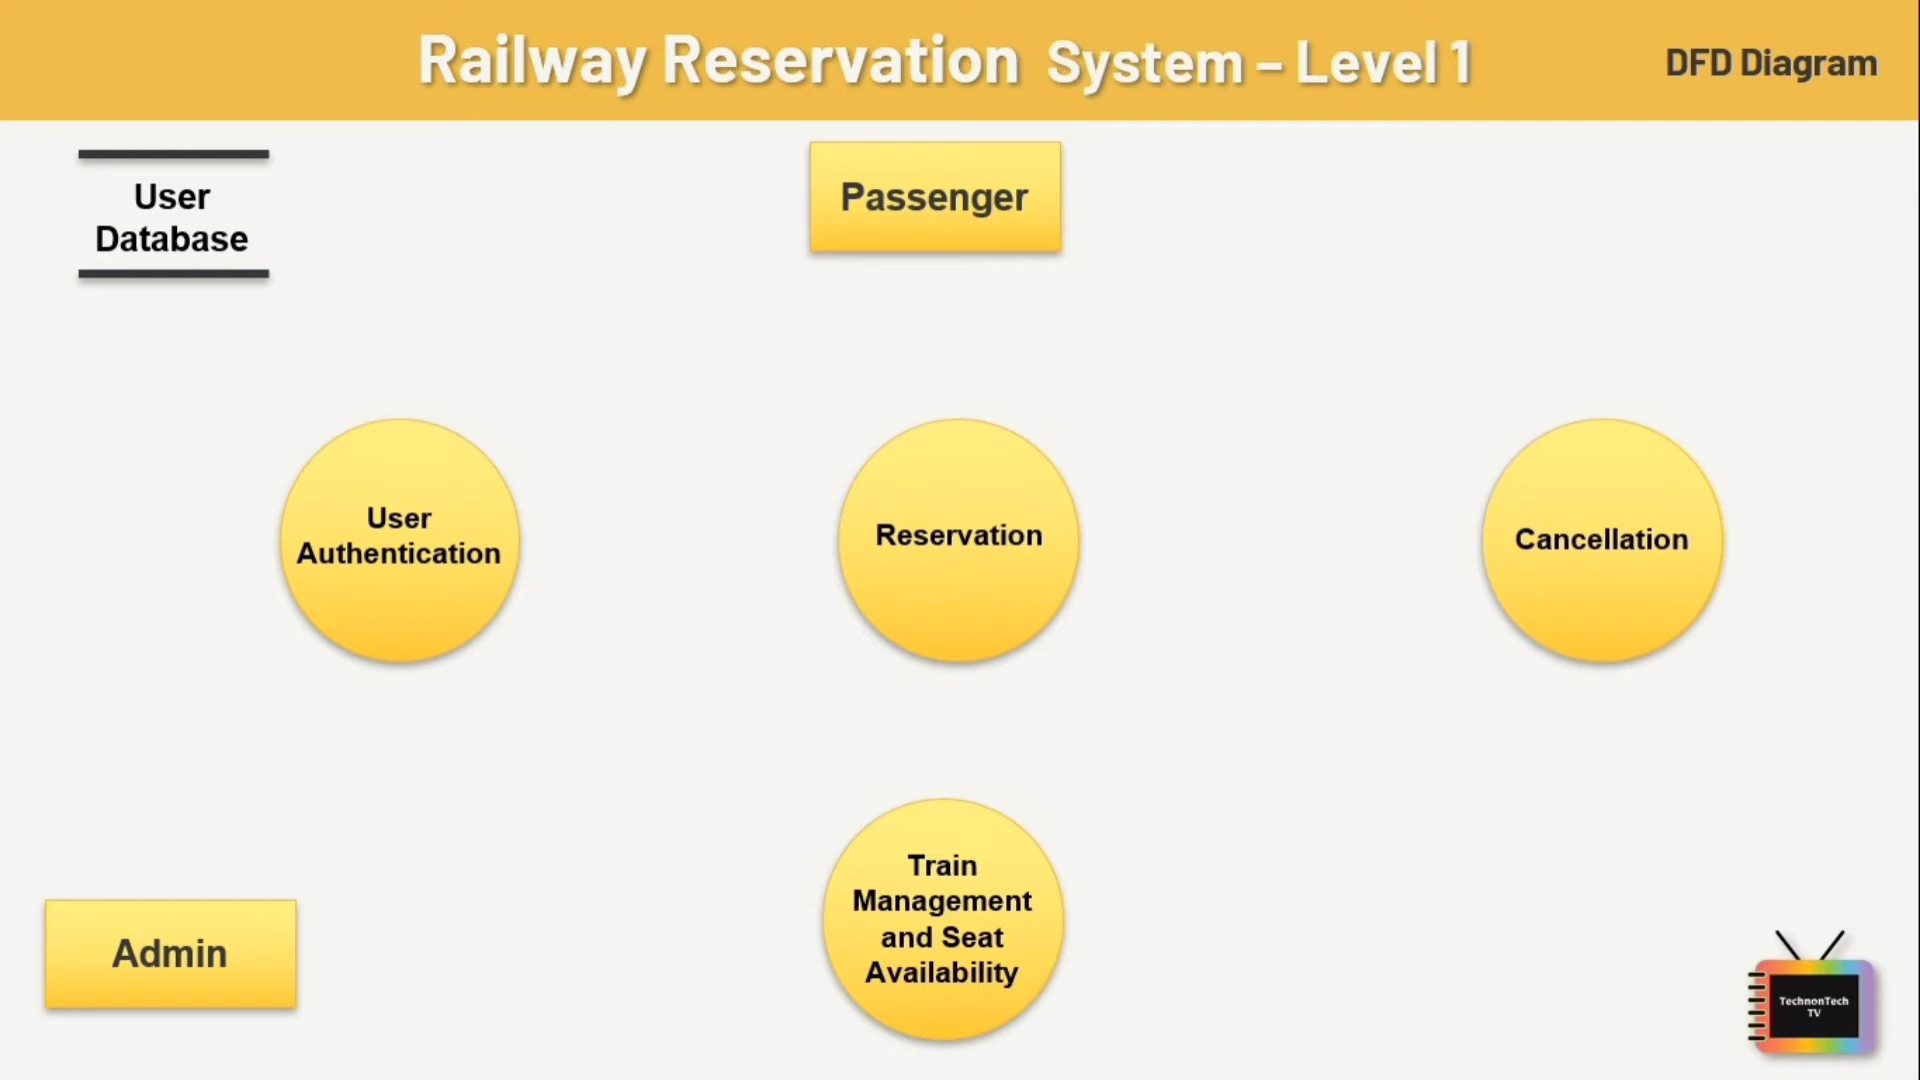 Railway Reservation System – Level 1
DFD Diagram
User
Database
Passenger
User
Authentication
Reservation
Cancellation
Train
Management
and Seat
Availability
Admin
TechnonTech
TV